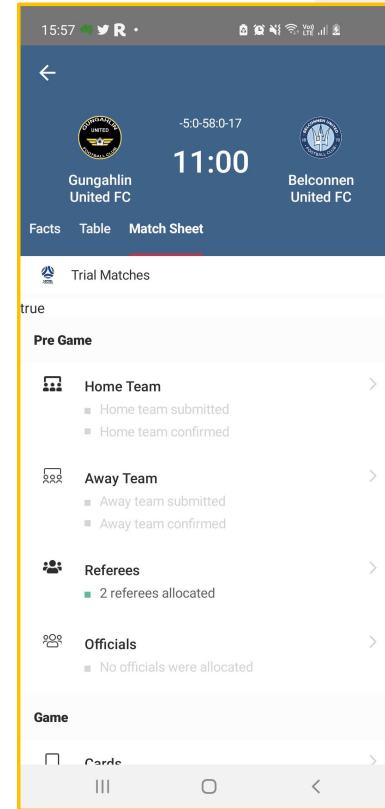 15:57
-5:0-58:0-17
11:00
Gungahlin
United FC
Belconnen
United FC
Facts Table Match Sheet
Trial Matches
true
Pre Game
Home Team
Home team submitted
Home team confirmed
Away Team
Away team submitted
Away team confirmed
Referees
2 referees allocated
Officials
No officials were allocated
Game
Cards